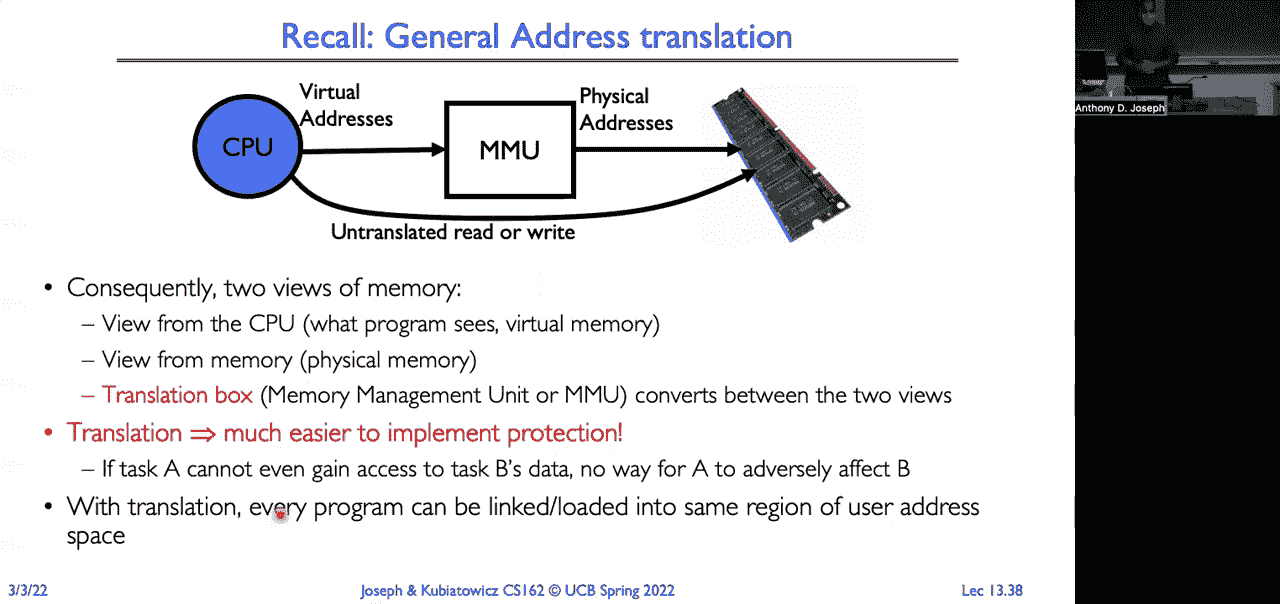 Recall: General Address translation
Virtual
Addresses
Physical
Addresses
CPU
MMU
Untranslated read or write
Anthony D. Joseph
• Consequently, two views of memory:
– View from the CPU (what program sees, virtual memory)
– View from memory (physical memory)
– Translation box (Memory Management Unit or MMU) converts between the two views
• Translation ⇒ much easier to implement protection!
– If task A cannot even gain access to task B's data, no way for A to adversely affect B
• With translation, every program can be linked/loaded into same region of user address
space
3/3/22
Joseph & Kubiatowicz CS162 © UCB Spring 2022
Lec 13.38